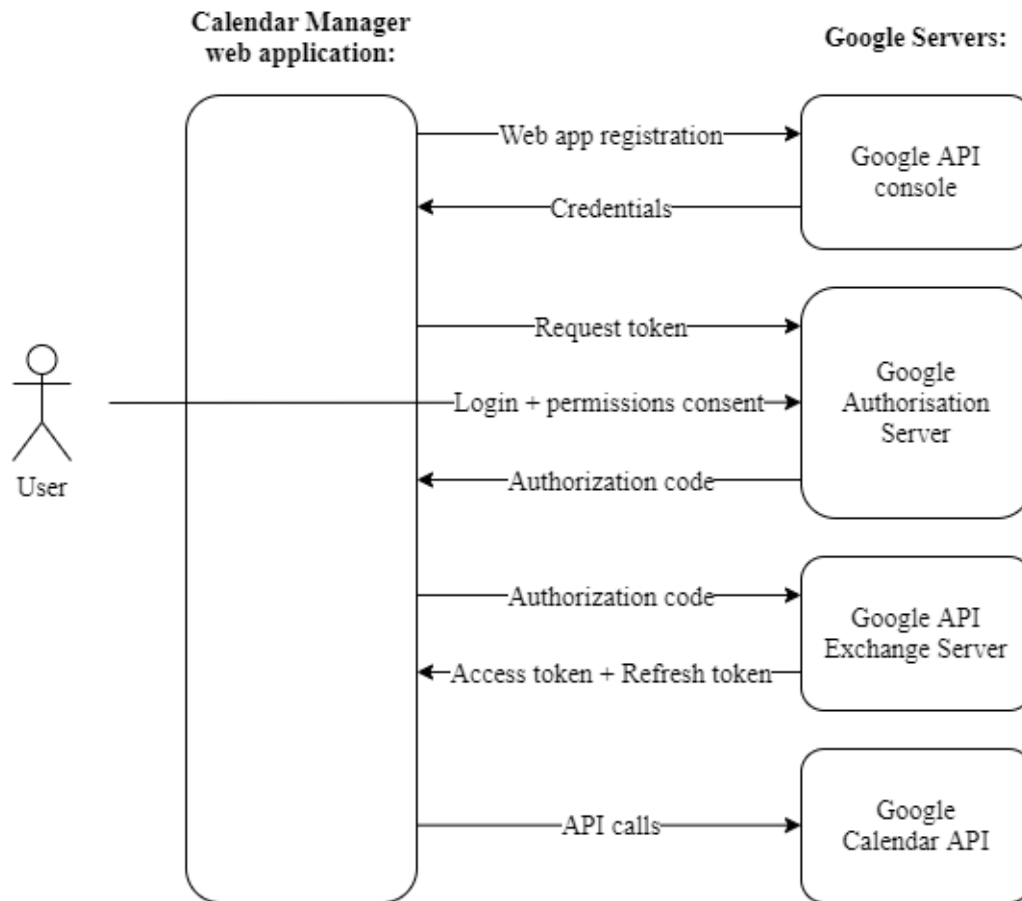 Calendar Manager
web application:
Google Servers:
Web app registration
Google API
console
Credentials
Request token
Google
Authorisation
Server
Login + permissions consent
User
Authorization code
Authorization code
Google API
Exchange Server
Access token + Refresh token
Google
Calendar API
API calls